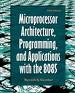 Microprocessor
Architecture,
Programming,
and Applications
with the 8085